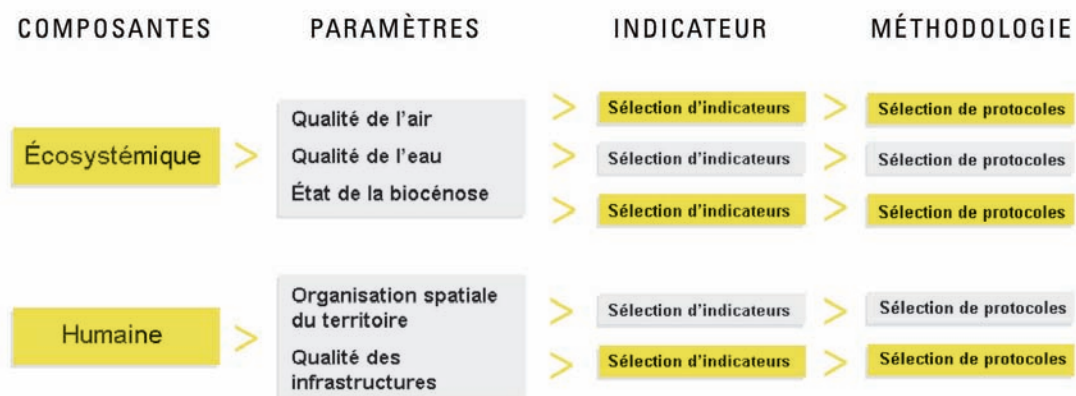 COMPOSANTES PARAMÈTRES INDICATEUR MÉTHODOLOGIE
Écosystémique > Qualité de l'air > Sélection d'indicateurs > Sélection de protocoles
Qualité de l'eau > Sélection d'indicateurs > Sélection de protocoles
État de la biocénose > Sélection d'indicateurs > Sélection de protocoles
Humaine > Organisation spatiale
du territoire > Sélection d'indicateurs > Sélection de protocoles
Qualité des
infrastructures > Sélection d'indicateurs > Sélection de protocoles